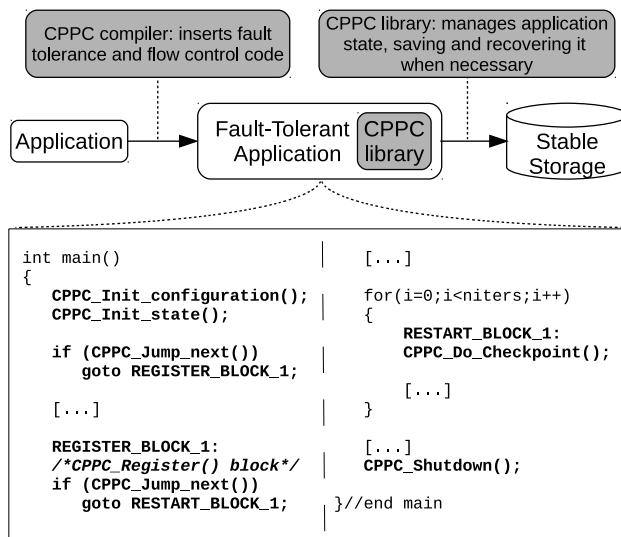 CPPC compiler: inserts fault
tolerance and flow control code
CPPC library: manages application
state, saving and recovering it
when necessary
Application
Fault-Tolerant
Application
CPPC
library
Stable
Storage
int main()
{
CPPC_Init_configuration();
CPPC_Init_state();
if (CPPC_Jump_next())
goto REGISTER_BLOCK_1;
[...]
REGISTER_BLOCK_1:
/*CPPC_Register() block*/
if (CPPC_Jump_next())
goto RESTART_BLOCK_1;
[...]
for(i=0;i<niters;i++)
{
RESTART_BLOCK_1:
CPPC_Do_Checkpoint();
[...]
}
[...]
CPPC_Shutdown();
}//end main